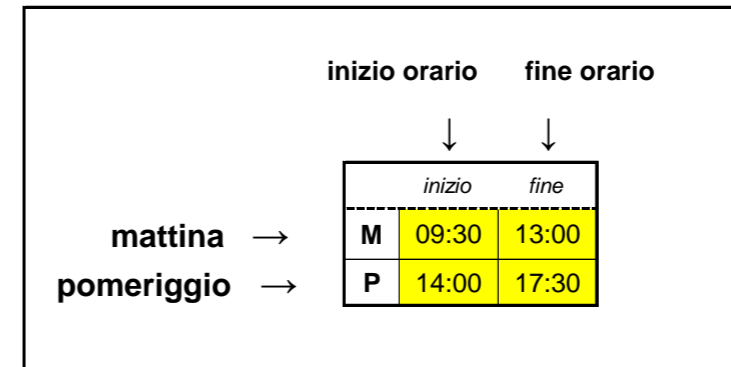 inizio orario fine orario
↓ ↓
inizio fine
mattina → M 09:30 13:00
pomeriggio → P 14:00 17:30